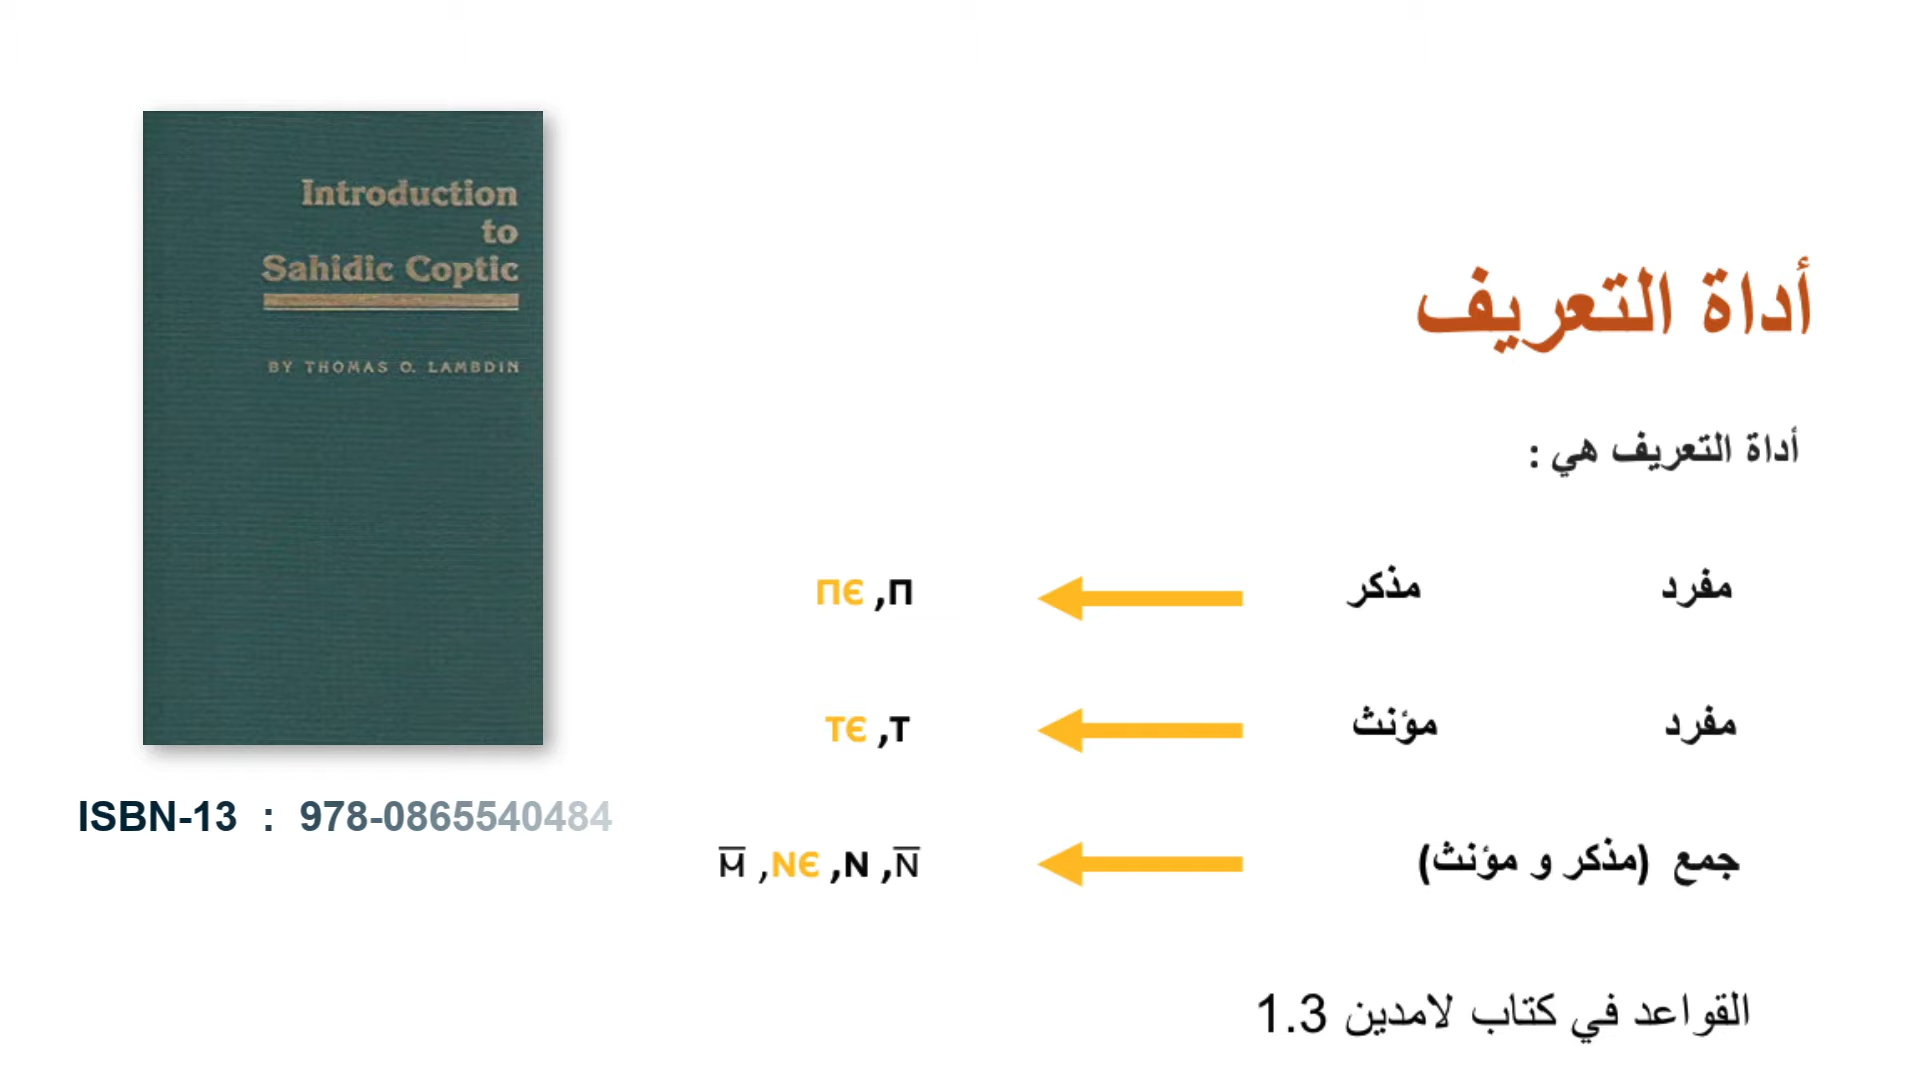 Introduction
to
Sahidic Coptic
BY THOMAS O. LAMBDIN
ISBN-13 : 978-0865540484
أداة التعريف
أداة التعريف هي :
مفرد مذكر ⲡⲉ ,ⲡ
مفرد مؤنث ⲧⲉ ,ⲧ
جمع (مذكر و مؤنث) ⲙ̅ ,ⲛⲉ ,ⲛ ,ⲛ̅
القواعد في كتاب لامدين 1.3